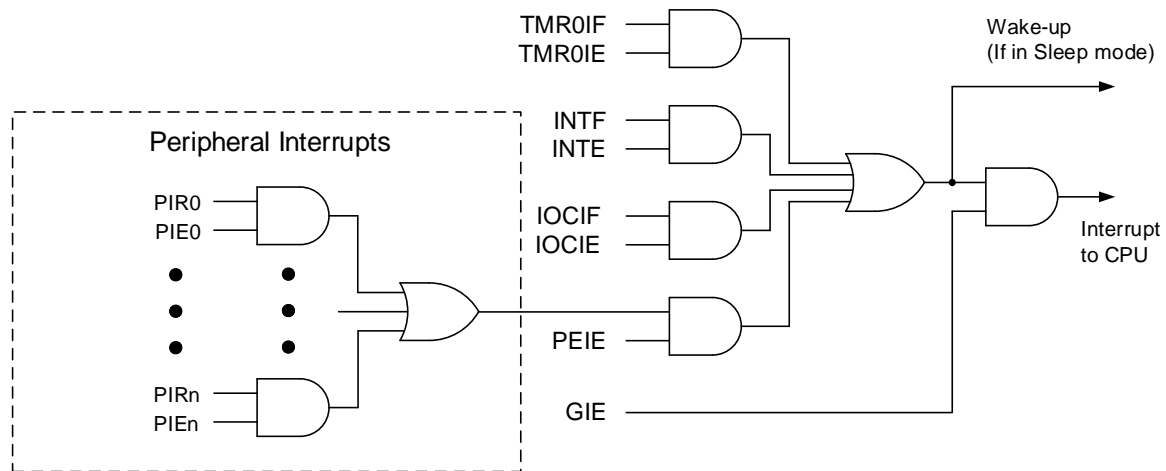 TMR0IF
TMR0IE
Wake-up
(If in Sleep mode)
Peripheral Interrupts
INTF
INTE
PIR0
PIE0
IOCIF
IOCIE
Interrupt
to CPU
PEIE
PIRn
PIEn
GIE